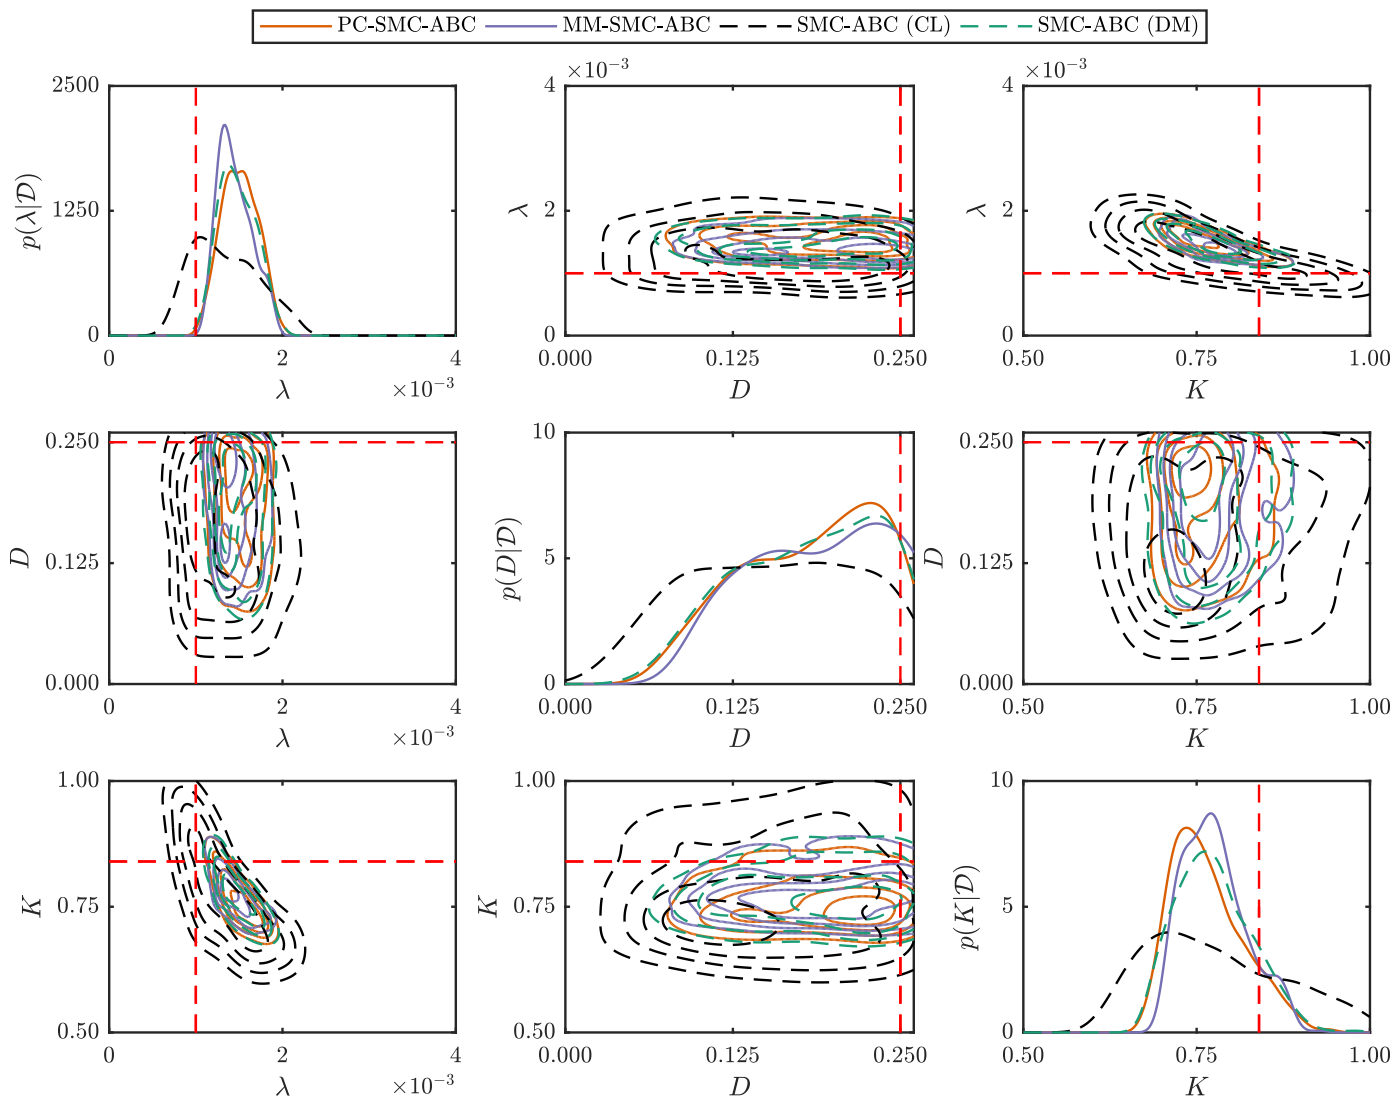 PC-SMC-ABC MM-SMC-ABC SMC-ABC (CL) SMC-ABC (DM)
×10⁻³ ×10⁻³
2500 4 4
p(λ|𝒟) 1250 λ 2 λ 2
0 0 0
0 2 4 0.000 0.125 0.250 0.50 0.75 1.00
×10⁻³
λ D K
0.250 10 0.250
D 0.125 p(D|𝒟) 5 D 0.125
0.000 0 0.000
0 2 4 0.000 0.125 0.250 0.50 0.75 1.00
×10⁻³
λ D K
1.00 1.00 10
K 0.75 K 0.75 p(K|𝒟) 5
0.50 0.50 0
0 2 4 0.000 0.125 0.250 0.50 0.75 1.00
×10⁻³
λ D K